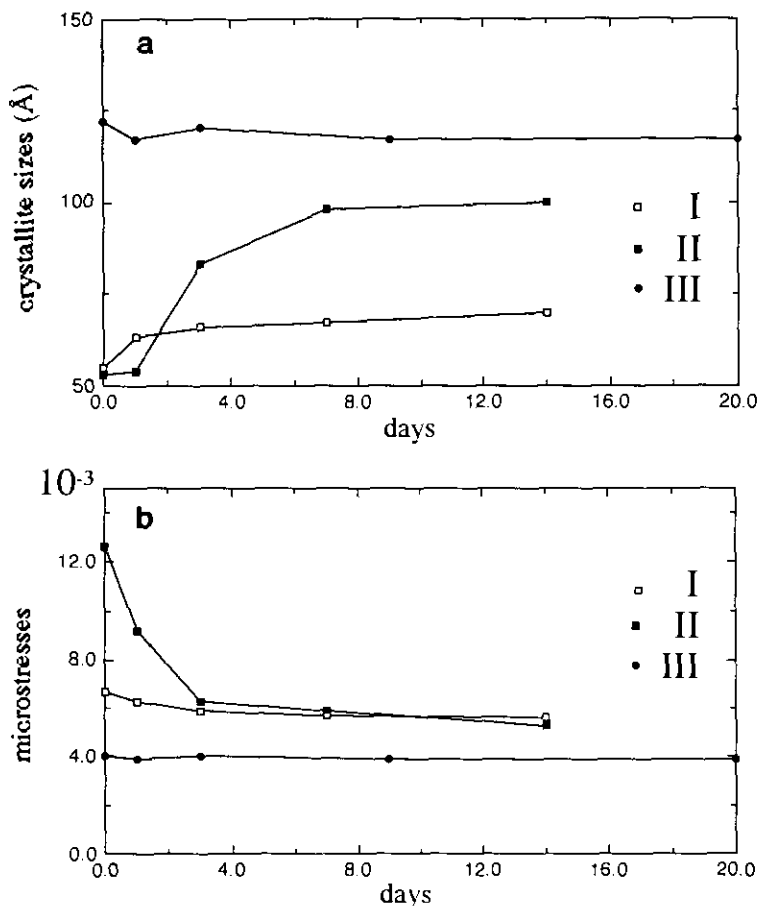 150
a
100
50
crystallite sizes (Å)
I
II
III
0.0 4.0 8.0 12.0 16.0 20.0
days
10⁻³
b
12.0
8.0
4.0
0.0
microstresses
I
II
III
0.0 4.0 8.0 12.0 16.0 20.0
days